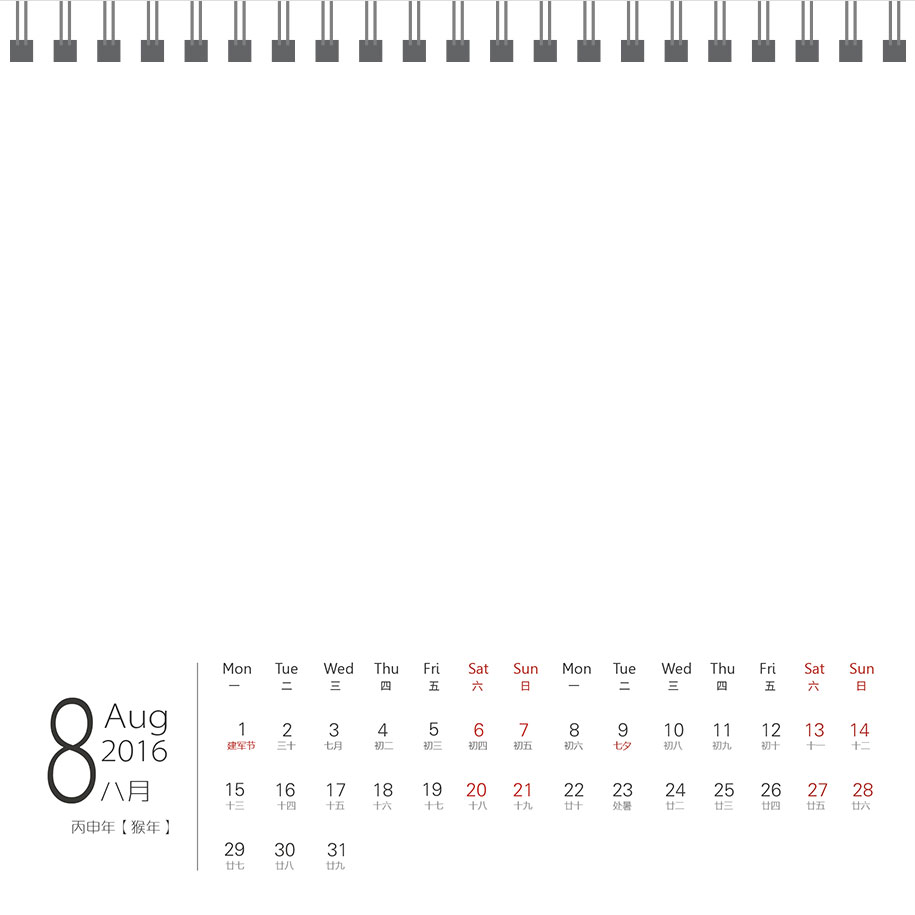 8
Aug
2016
八月
丙申年【猴年】
Mon Tue Wed Thu Fri Sat Sun Mon Tue Wed Thu Fri Sat Sun
一 二 三 四 五 六 日 一 二 三 四 五 六 日
1 2 3 4 5 6 7 8 9 10 11 12 13 14
建军节 三十 七月 初二 初三 初四 初五 初六 七夕 初八 初九 初十 十一 十二
15 16 17 18 19 20 21 22 23 24 25 26 27 28
十三 十四 十五 十六 十七 十八 十九 廿十 处暑 廿二 廿三 廿四 廿五 廿六
29 30 31
廿七 廿八 廿九